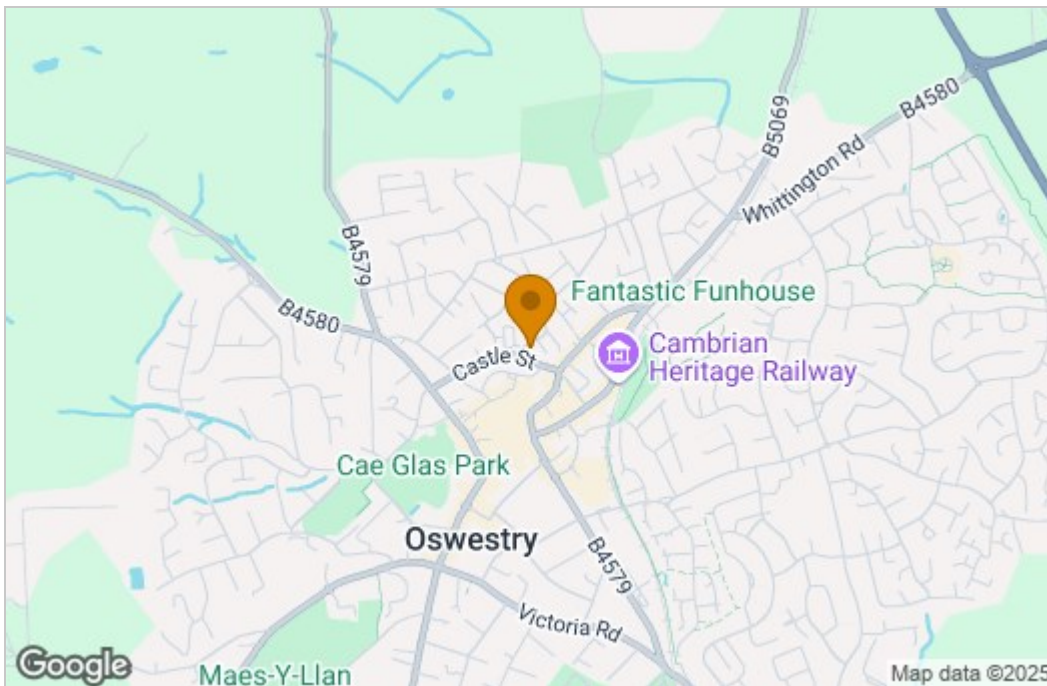 B5069
B4580
Whittington Rd
B4579
B4580
Fantastic Funhouse
Castle St
Cambrian
Heritage Railway
Cae Glas Park
Oswestry
B4579
Victoria Rd
Maes-Y-Llan
Google
Map data ©2025